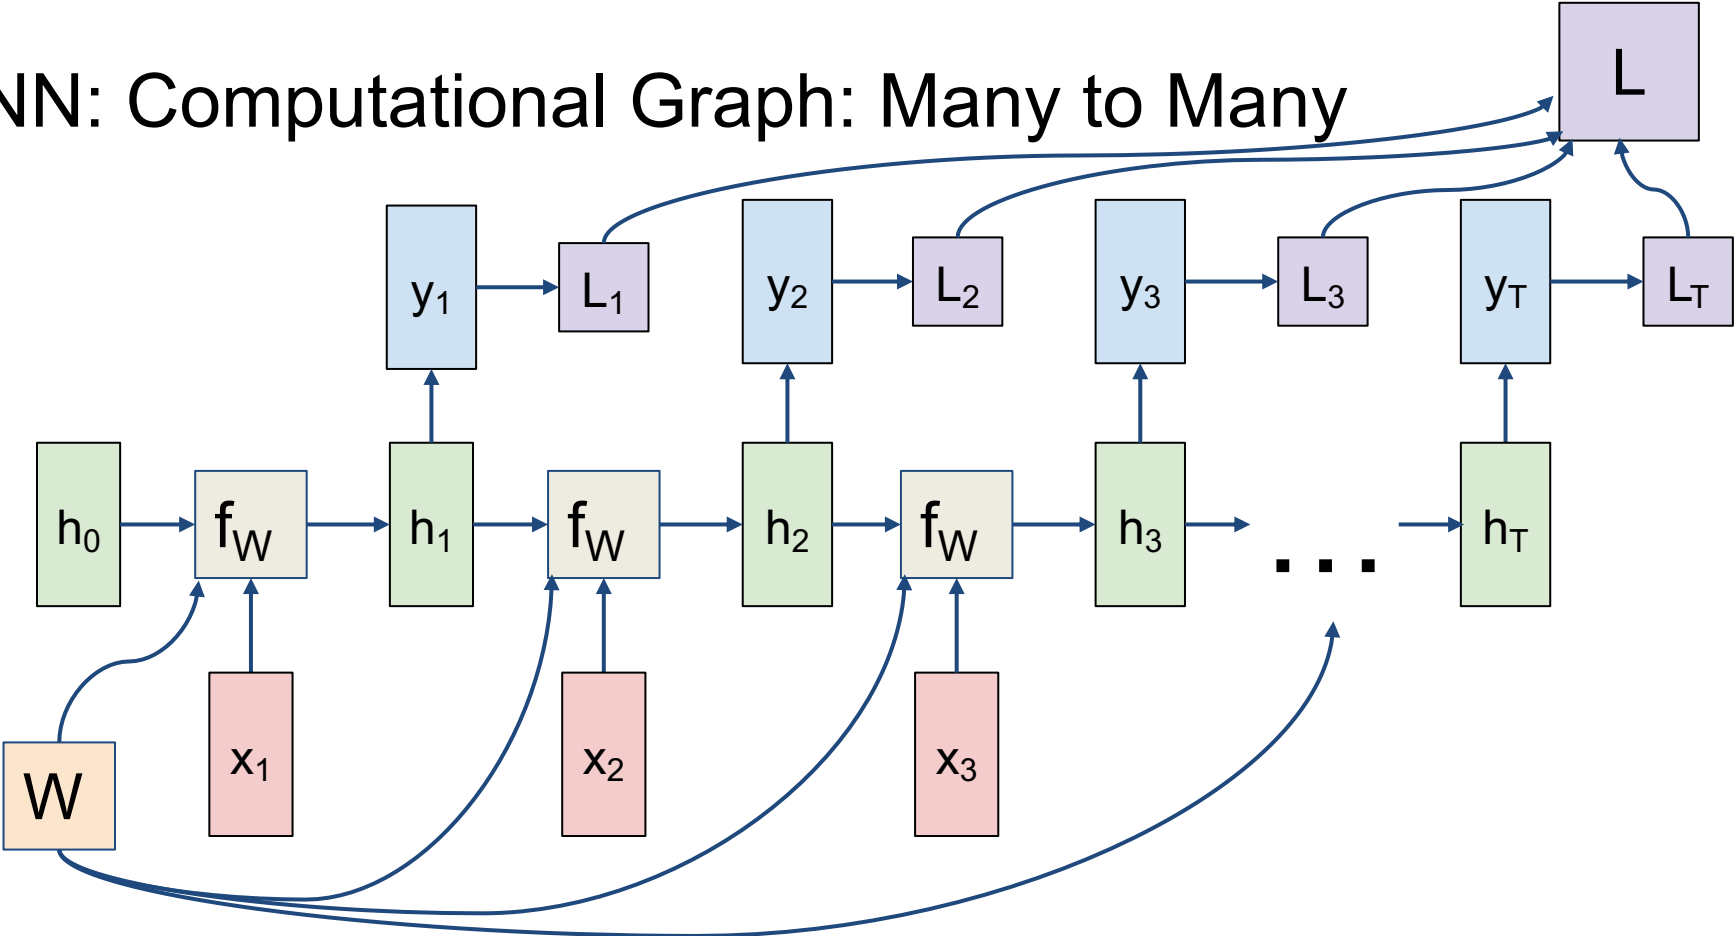 NN: Computational Graph: Many to Many
L
y1
L1
y2
L2
y3
L3
yT
LT
h0
fW
h1
fW
h2
fW
h3
...
hT
x1
x2
x3
W